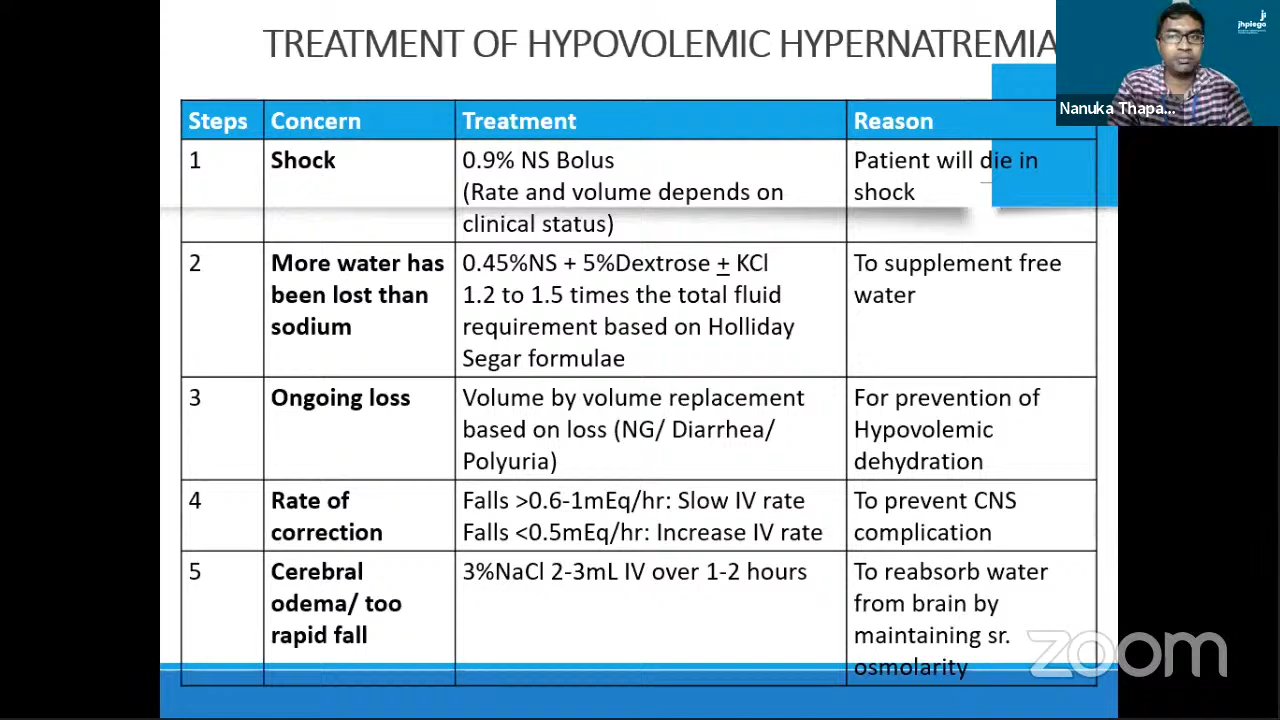 TREATMENT OF HYPOVOLEMIC HYPERNATREMIA
jhpiego
Nanuka Thapa...
Steps Concern Treatment Reason
1 Shock 0.9% NS Bolus Patient will die in
(Rate and volume depends on shock
clinical status)
2 More water has 0.45%NS + 5%Dextrose + KCl To supplement free
been lost than 1.2 to 1.5 times the total fluid water
sodium requirement based on Holliday
Segar formulae
3 Ongoing loss Volume by volume replacement For prevention of
based on loss (NG/ Diarrhea/ Hypovolemic
Polyuria) dehydration
4 Rate of Falls >0.6-1mEq/hr: Slow IV rate To prevent CNS
correction Falls <0.5mEq/hr: Increase IV rate complication
5 Cerebral 3%NaCl 2-3mL IV over 1-2 hours To reabsorb water
odema/ too from brain by
rapid fall maintaining sr.
osmolarity
zoom